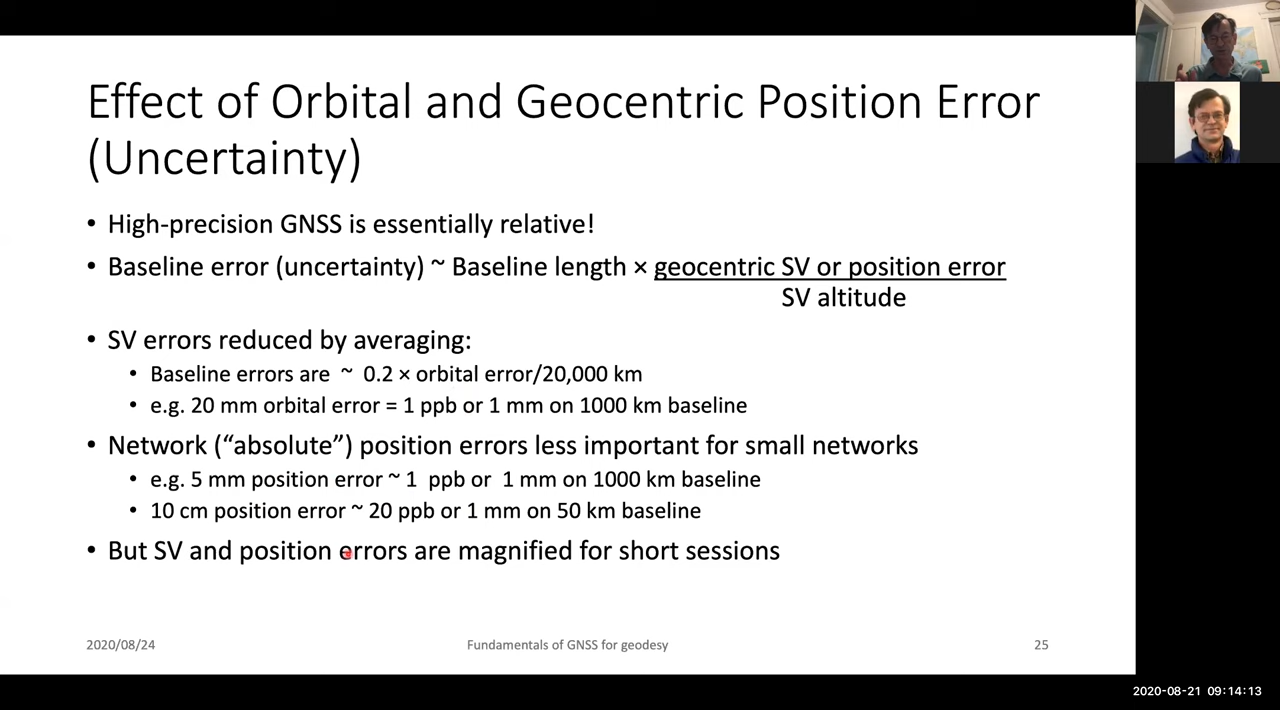 Effect of Orbital and Geocentric Position Error
(Uncertainty)
• High-precision GNSS is essentially relative!
• Baseline error (uncertainty) ~ Baseline length × geocentric SV or position error
SV altitude
• SV errors reduced by averaging:
• Baseline errors are ~ 0.2 × orbital error/20,000 km
• e.g. 20 mm orbital error = 1 ppb or 1 mm on 1000 km baseline
• Network (“absolute”) position errors less important for small networks
• e.g. 5 mm position error ~ 1 ppb or 1 mm on 1000 km baseline
• 10 cm position error ~ 20 ppb or 1 mm on 50 km baseline
• But SV and position errors are magnified for short sessions
2020/08/24
Fundamentals of GNSS for geodesy
25
2020-08-21 09:14:13